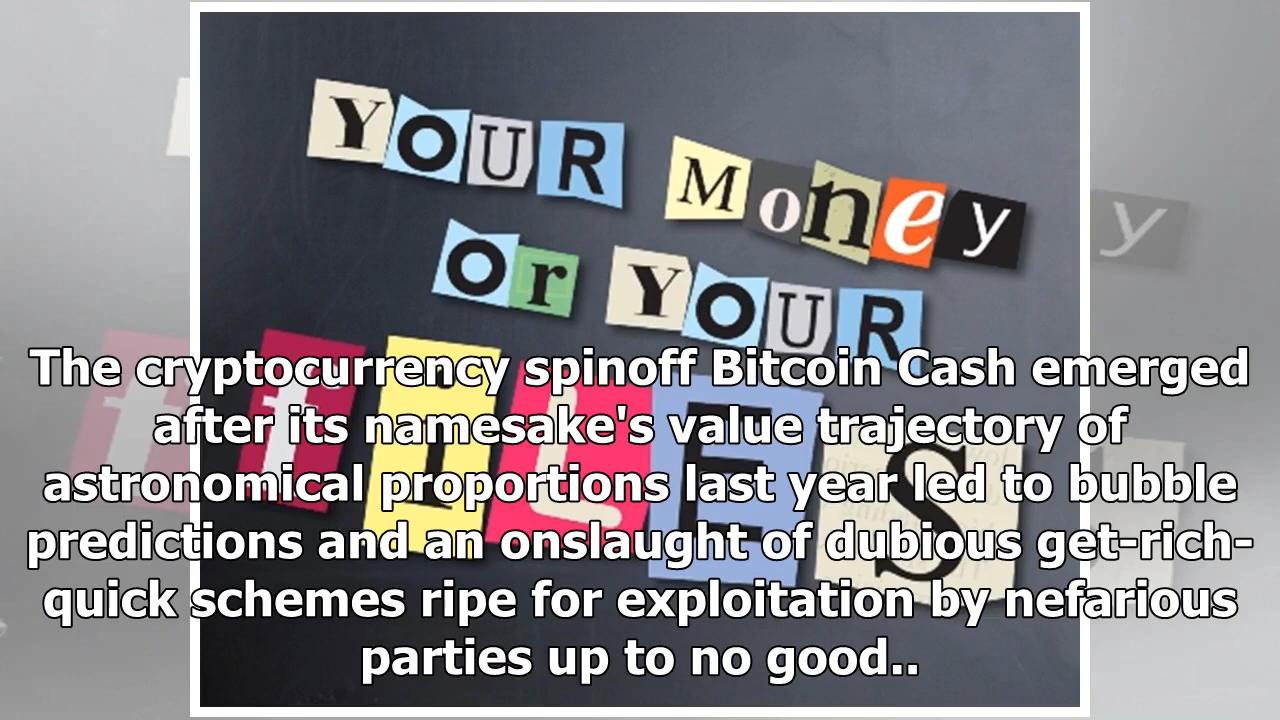 YOUR Money
or YOUR
fiLES
The cryptocurrency spinoff Bitcoin Cash emerged
after its namesake's value trajectory of
astronomical proportions last year led to bubble
predictions and an onslaught of dubious get-rich-
quick schemes ripe for exploitation by nefarious
parties up to no good..